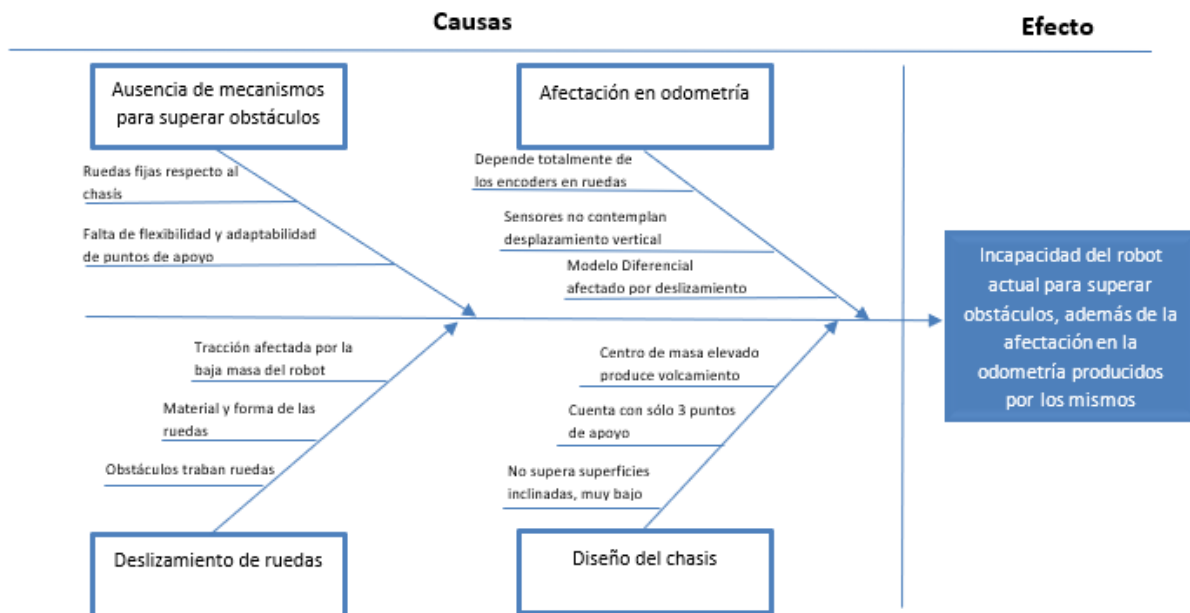 Causas
Efecto
Ausencia de mecanismos
para superar obstáculos
Afectación en odometría
Ruedas fijas respecto al
chasis
Falta de flexibilidad y adaptabilidad
de puntos de apoyo
Depende totalmente de
los encoders en ruedas
Sensores no contemplan
desplazamiento vertical
Modelo Diferencial
afectado por deslizamiento
Incapacidad del robot
actual para superar
obstáculos, además de la
afectación en la
odometría producidos
por los mismos
Tracción afectada por la
baja masa del robot
Material y forma de las
ruedas
Obstáculos traban ruedas
Centro de masa elevado
produce volcamiento
Cuenta con sólo 3 puntos
de apoyo
No supera superficies
inclinadas, muy bajo
Deslizamiento de ruedas
Diseño del chasis